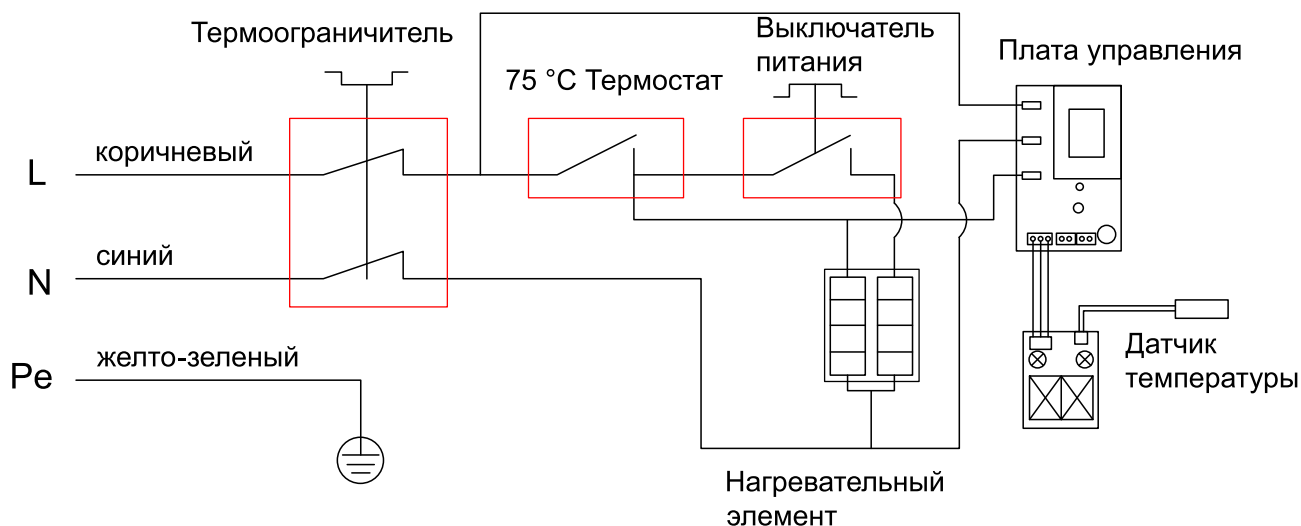 Термоограничитель
75 °C Термостат
Выключатель
питания
Плата управления
L
коричневый
N
синий
Pe
желто-зеленый
Датчик
температуры
Нагревательный
элемент